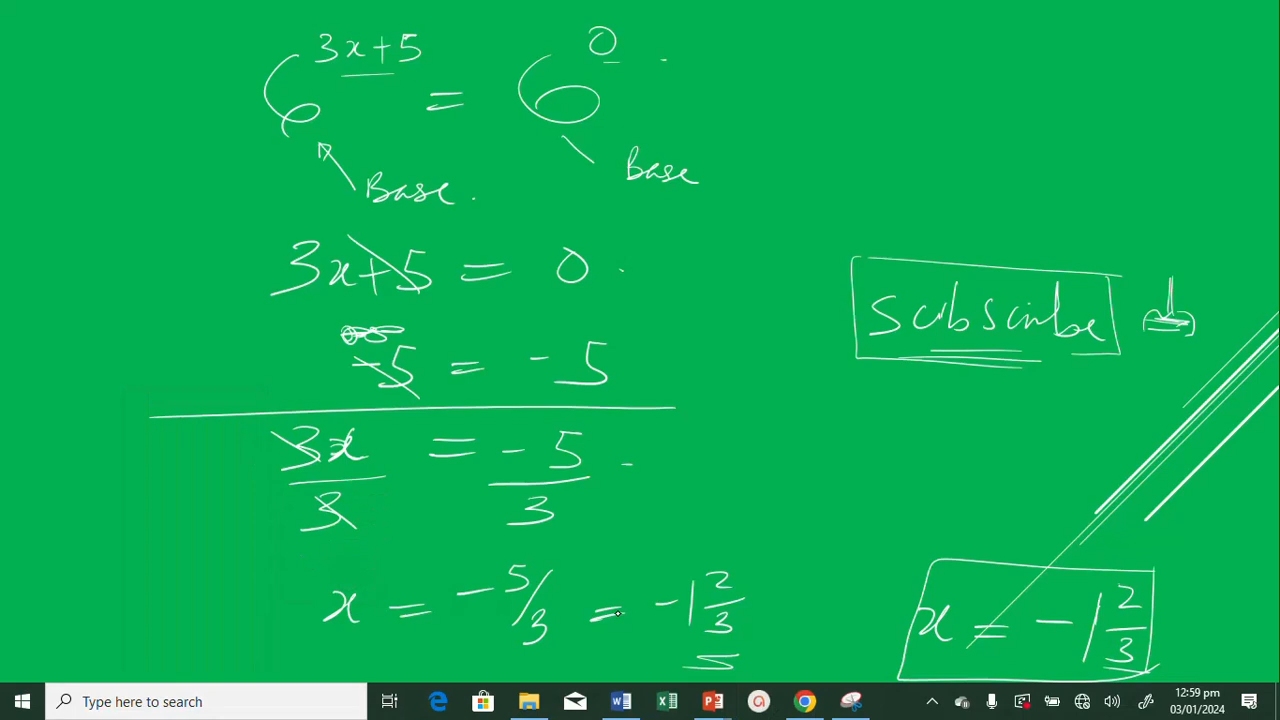 6^{3x+5} = 6^0.
Base. Base
3x+5 = 0.
-5 = -5
3x/3 = -5/3
x = -5/3 = -1 2/3
Subscribe
x = -1 2/3
Type here to search
12:59 pm
03/01/2024